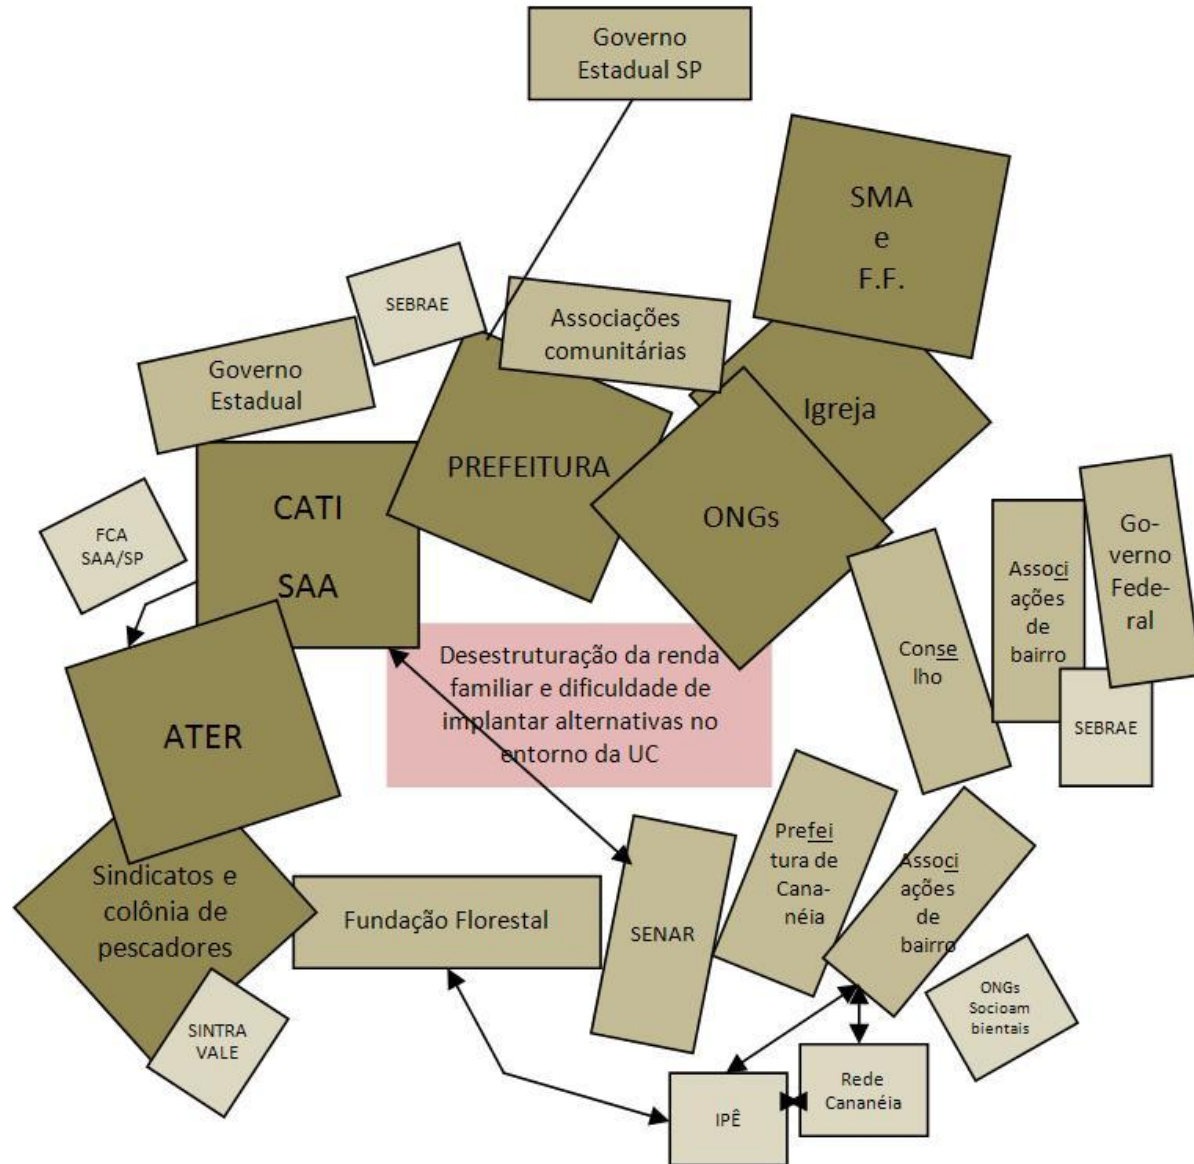 Governo
Estadual SP
SMA
e
F.F.
SEBRAE
Associações
comunitárias
Governo
Estadual
Igreja
PREFEITURA
CATI
SAA
ONGs
FCA
SAA/SP
Go-
verno
Fede-
ral
Associ
ações
de
bairro
Conse
lho
SEBRAE
Desestruturação da renda
familiar e dificuldade de
implantar alternativas no
entorno da UC
ATER
Sindicatos e
colônia de
pescadores
Fundação Florestal
SENAR
Prefei
tura de
Cana-
néia
Associ
ações
de
bairro
ONGs
Socioam
bientais
SINTRA
VALE
IPÊ
Rede
Cananéia